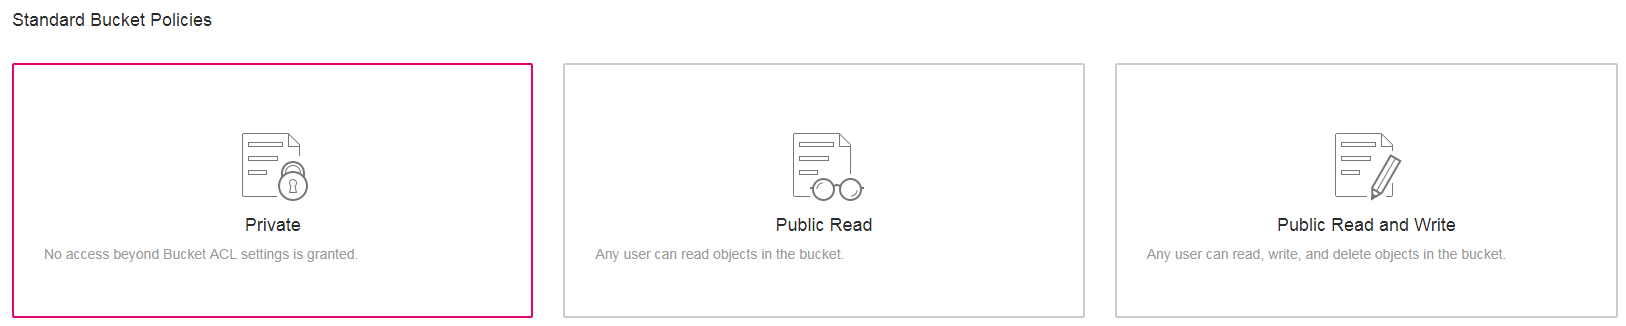 Standard Bucket Policies
Private
No access beyond Bucket ACL settings is granted.
Public Read
Any user can read objects in the bucket.
Public Read and Write
Any user can read, write, and delete objects in the bucket.